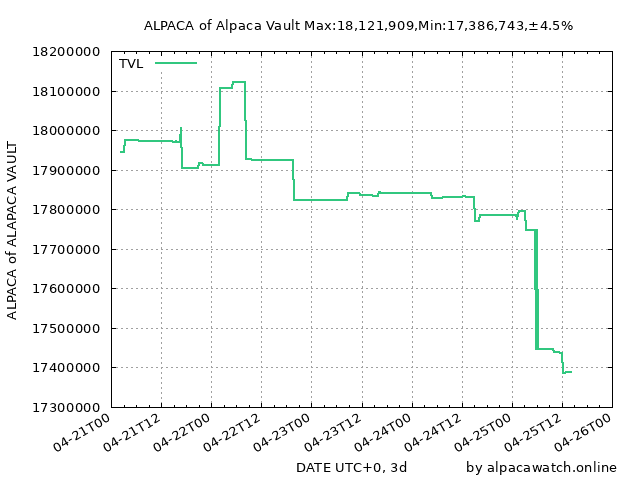 ALPACA of Alpaca Vault Max:18,121,909,Min:17,386,743,±4.5%
TVL
ALPACA of ALAPACA VAULT
18200000
18100000
18000000
17900000
17800000
17700000
17600000
17500000
17400000
17300000
04-21T00
04-21T12
04-22T00
04-22T12
04-23T00
04-23T12
04-24T00
04-24T12
04-25T00
04-25T12
04-26T00
DATE UTC+0, 3d
by alpacawatch.online